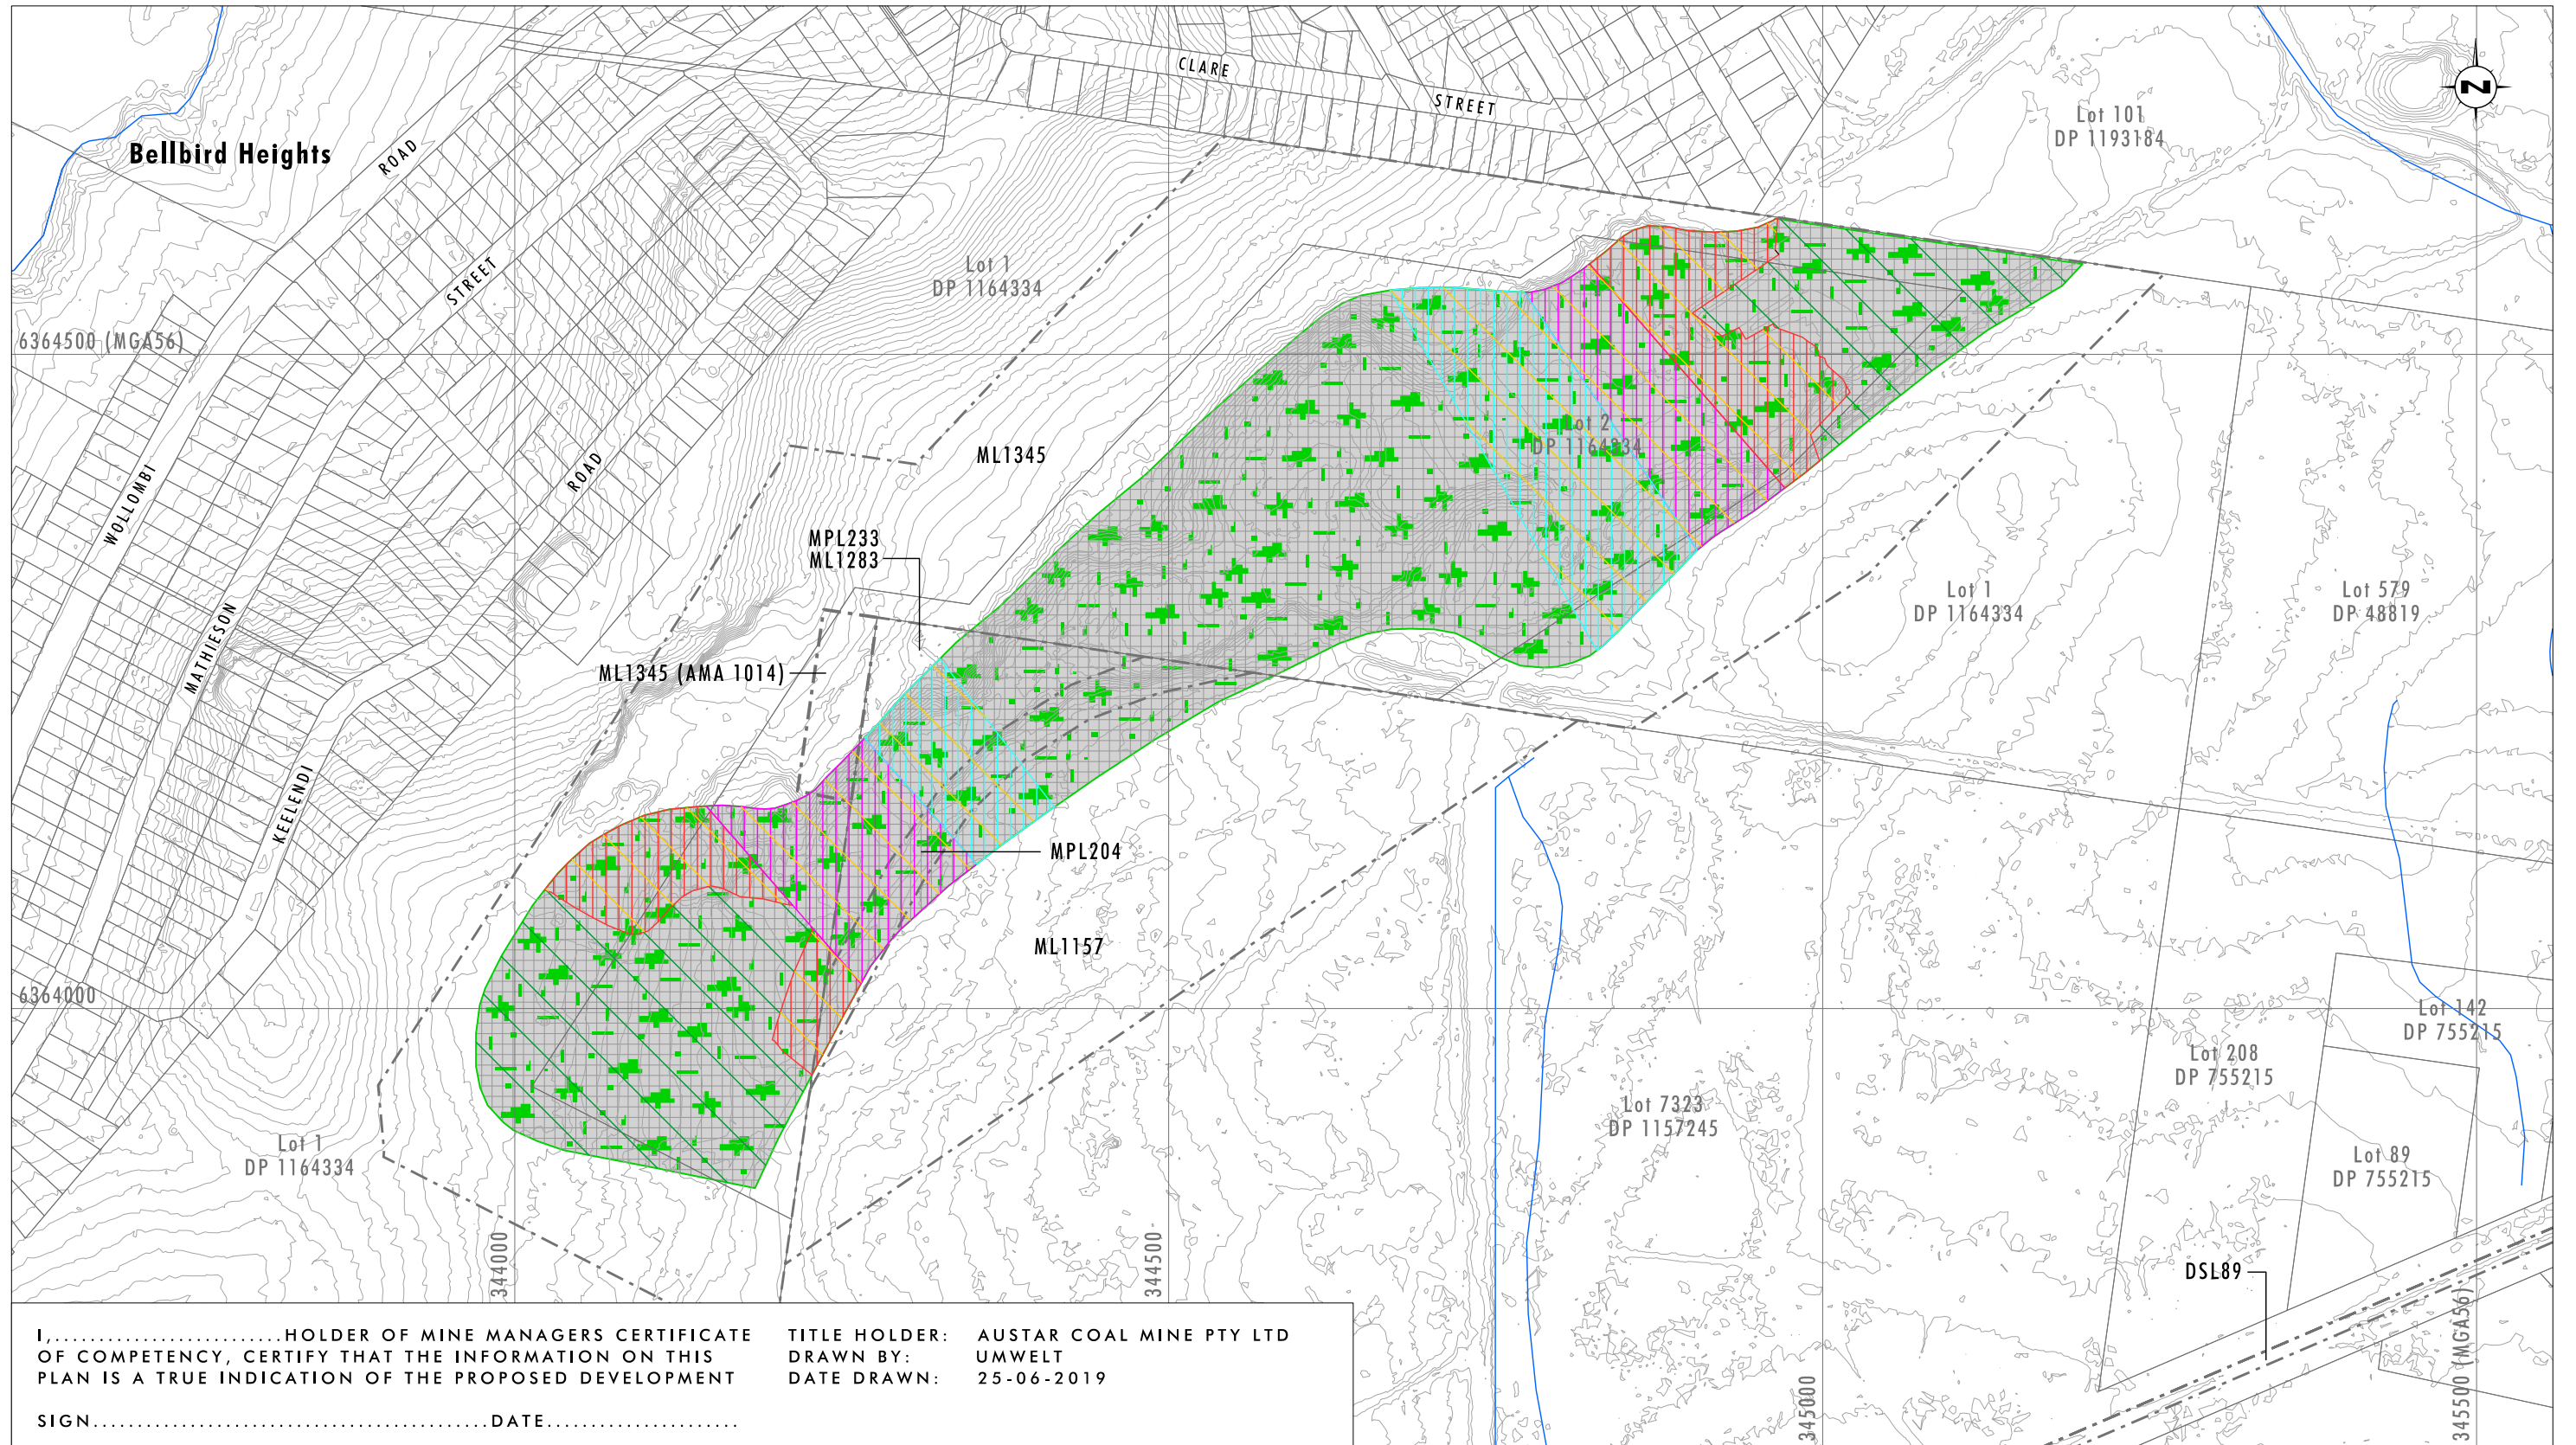 CLARE
STREET
N
Lot 101
DP 1193184
Bellbird Heights
ROAD
STREET
Lot 1
DP 1164334
6364500 (MGA56)
Lot 2
DP 1164334
ML1345
ROAD
WOLLOMBI
MPL233
ML1283
Lot 1
DP 1164334
Lot 579
DP 48819
MATHIESON
ML1345 (AMA 1014)
KEELENDI
MPL204
ML1157
6364000
Lot 142
DP 755215
Lot 208
DP 755215
Lot 7323
DP 1157245
Lot 1
DP 1164334
Lot 89
DP 755215
344000
344500
DSL89
345000
345500 (MGA56)
I,..........................HOLDER OF MINE MANAGERS CERTIFICATE
OF COMPETENCY, CERTIFY THAT THE INFORMATION ON THIS
PLAN IS A TRUE INDICATION OF THE PROPOSED DEVELOPMENT
SIGN.............................................DATE......................
TITLE HOLDER: AUSTAR COAL MINE PTY LTD
DRAWN BY: UMWELT
DATE DRAWN: 25-06-2019